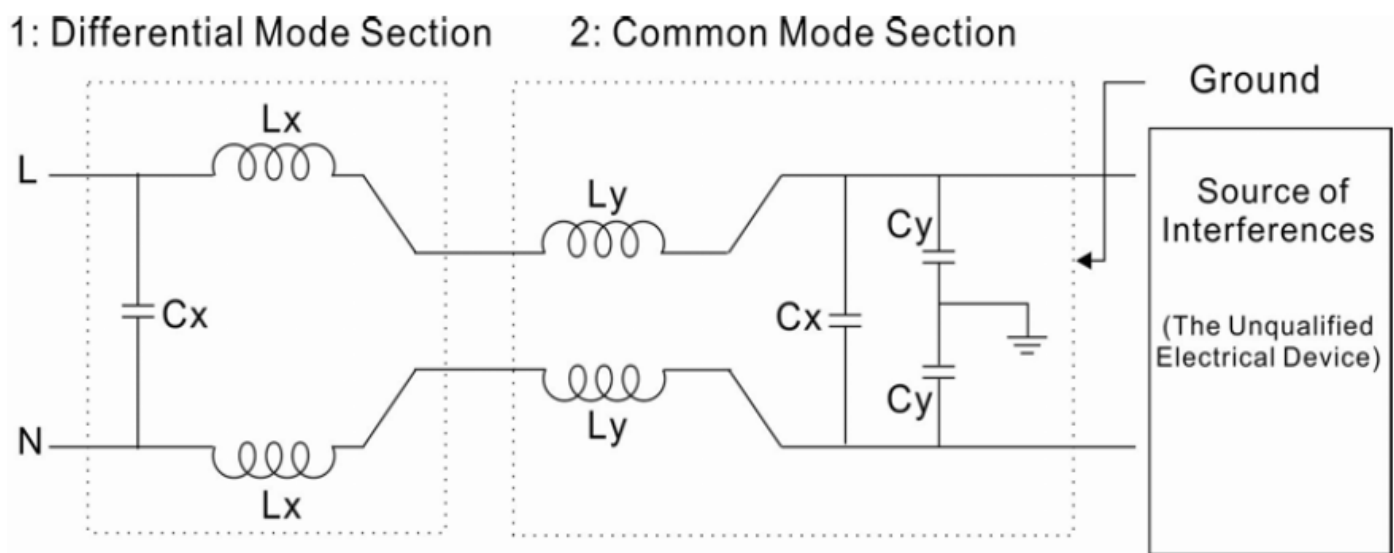 1: Differential Mode Section
2: Common Mode Section
Ground
Lx
L
Ly
Source of
Interferences
Cy
Cx
Cx
(The Unqualified
Electrical Device)
Cy
Ly
N
Lx